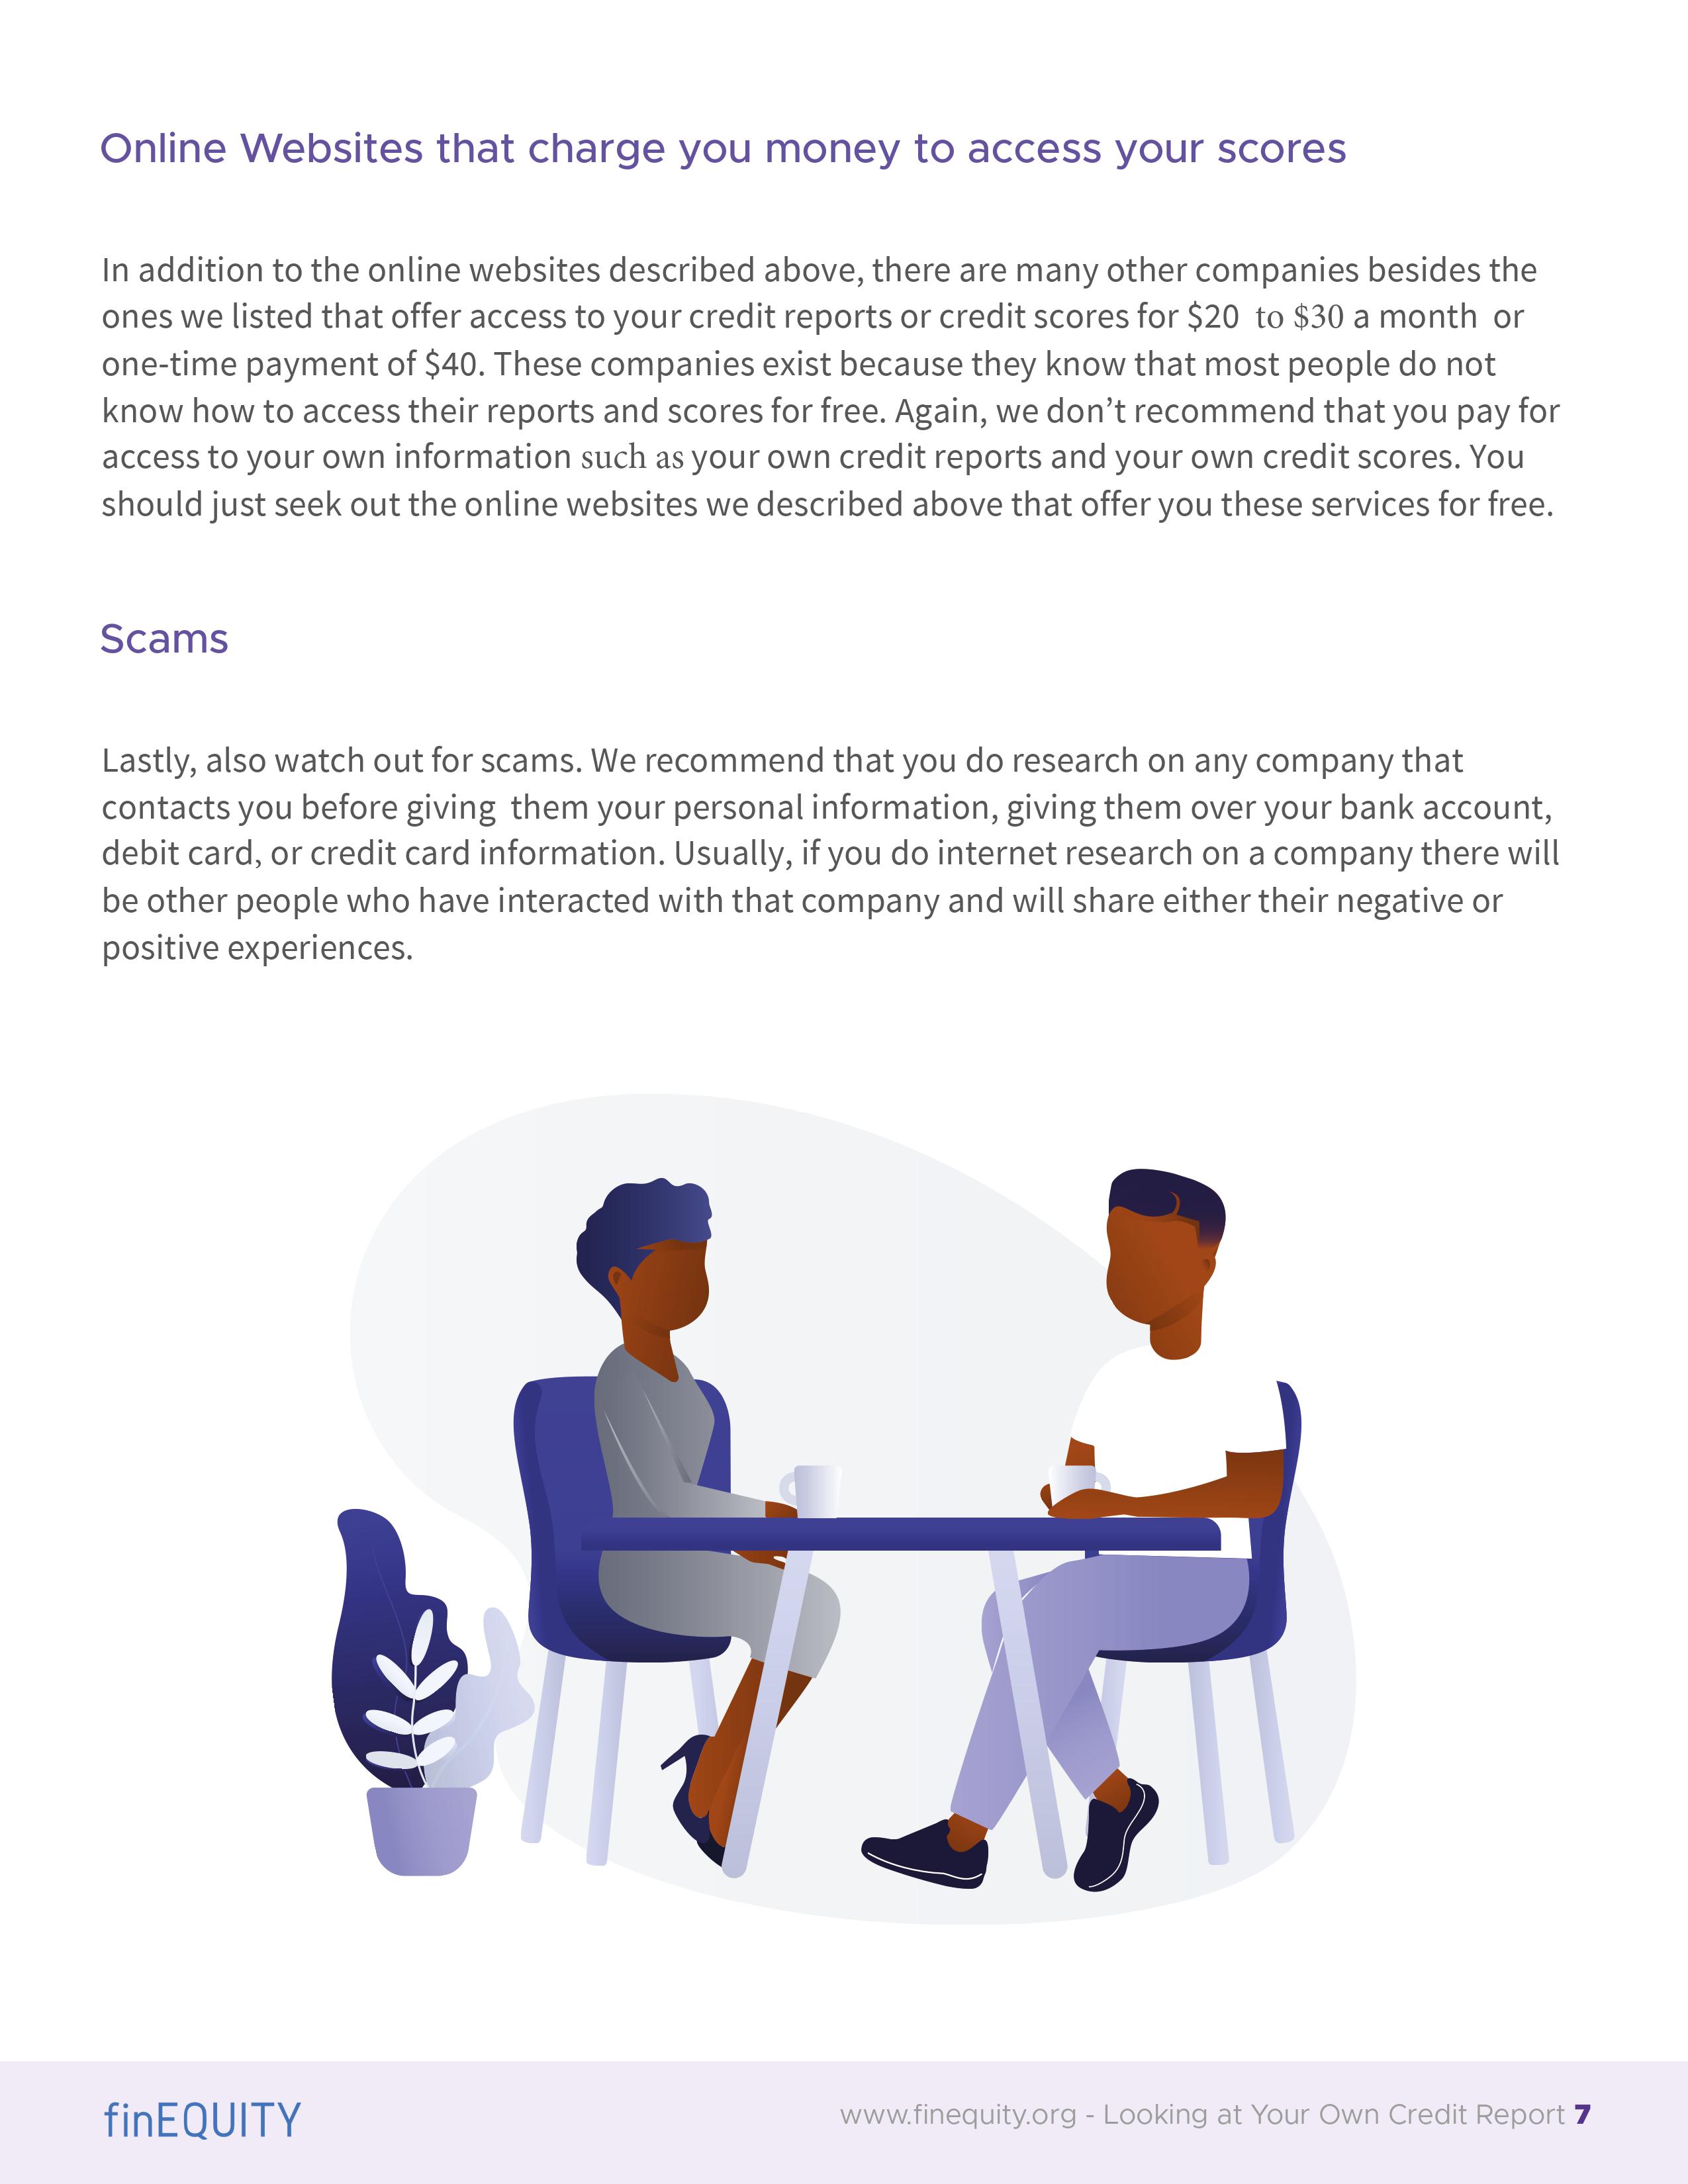 Online Websites that charge you money to access your scores
In addition to the online websites described above, there are many other companies besides the
ones we listed that offer access to your credit reports or credit scores for $20  to $30 a month  or
one-time payment of $40. These companies exist because they know that most people do not
know how to access their reports and scores for free. Again, we don’t recommend that you pay for
access to your own information such as your own credit reports and your own credit scores. You
should just seek out the online websites we described above that offer you these services for free.
Scams
Lastly, also watch out for scams. We recommend that you do research on any company that
contacts you before giving  them your personal information, giving them over your bank account,
debit card, or credit card information. Usually, if you do internet research on a company there will
be other people who have interacted with that company and will share either their negative or
positive experiences.
finEQUITY
www.finequity.org - Looking at Your Own Credit Report 7